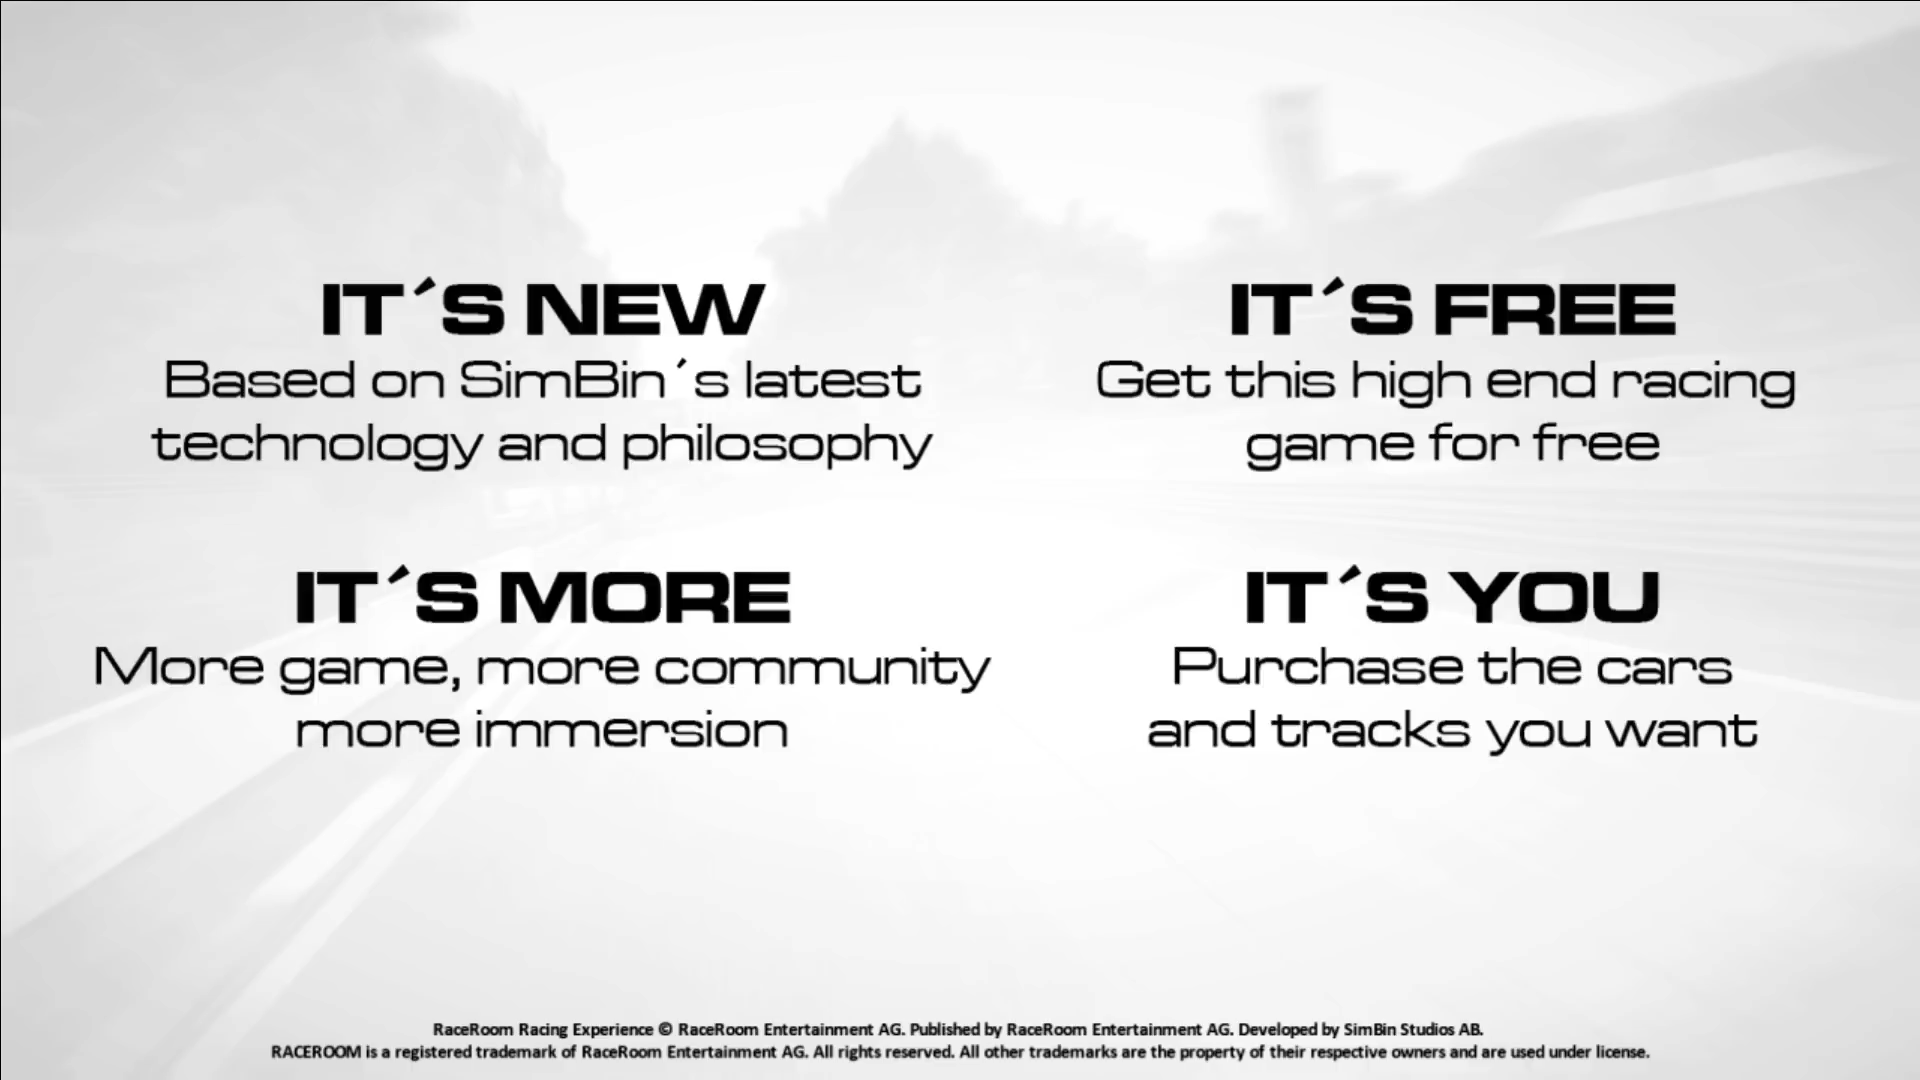 IT´S NEW
Based on SimBin´s latest
technology and philosophy
IT´S FREE
Get this high end racing
game for free
IT´S MORE
More game, more community
more immersion
IT´S YOU
Purchase the cars
and tracks you want
RaceRoom Racing Experience © RaceRoom Entertainment AG. Published by RaceRoom Entertainment AG. Developed by SimBin Studios AB.
RACEROOM is a registered trademark of RaceRoom Entertainment AG. All rights reserved. All other trademarks are the property of their respective owners and are used under license.